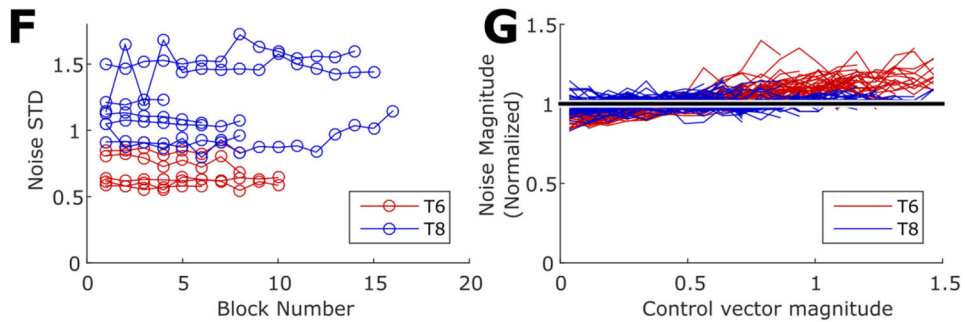 F
Noise STD
1.5
1
0.5
0
0
5
10
15
20
Block Number
T6
T8
G
Noise Magnitude
(Normalized)
1.5
1
0.5
0
0
0.5
1
1.5
Control vector magnitude
T6
T8